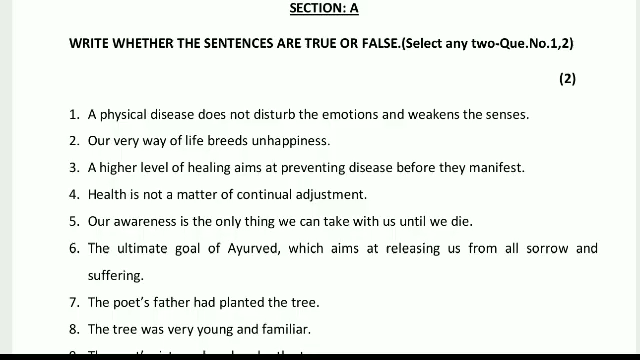 SECTION: A
WRITE WHETHER THE SENTENCES ARE TRUE OR FALSE.(Select any two-Que.No.1,2)
(2)
1. A physical disease does not disturb the emotions and weakens the senses.
2. Our very way of life breeds unhappiness.
3. A higher level of healing aims at preventing disease before they manifest.
4. Health is not a matter of continual adjustment.
5. Our awareness is the only thing we can take with us until we die.
6. The ultimate goal of Ayurved, which aims at releasing us from all sorrow and
suffering.
7. The poet’s father had planted the tree.
8. The tree was very young and familiar.